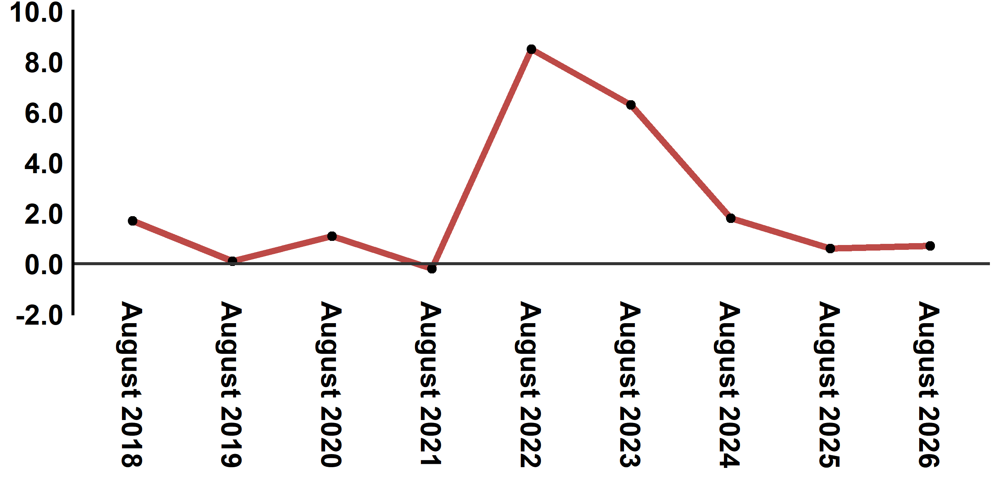 10.0
8.0
6.0
4.0
2.0
0.0
-2.0
August 2018
August 2019
August 2020
August 2021
August 2022
August 2023
August 2024
August 2025
August 2026